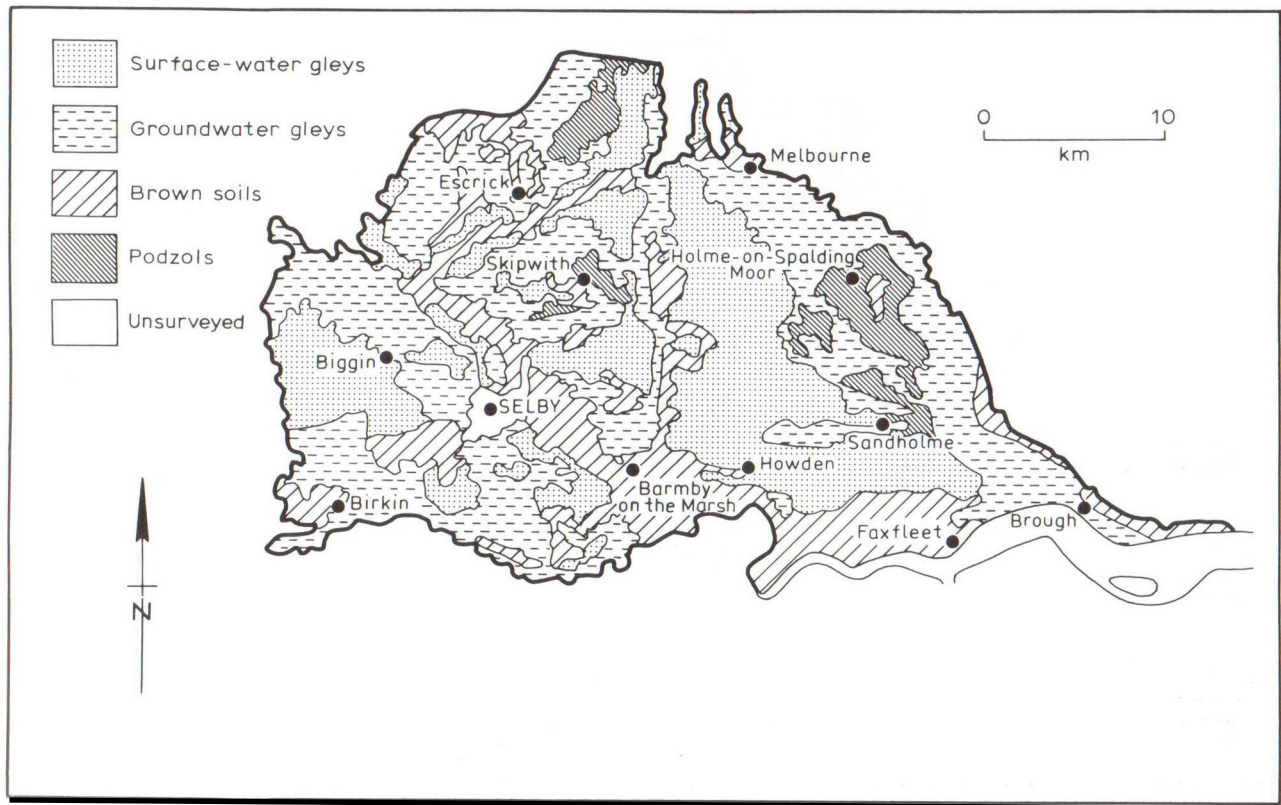 Surface-water gleys
Groundwater gleys
Brown soils
Podzols
Unsurveyed
0 10
km
Melbourne
Escrick
Skipwith
Holme-on-Spalding
Moor
Biggin
SELBY
Sandholme
Howden
Birkin
Barmby
on the Marsh
Faxfleet
Brough
N